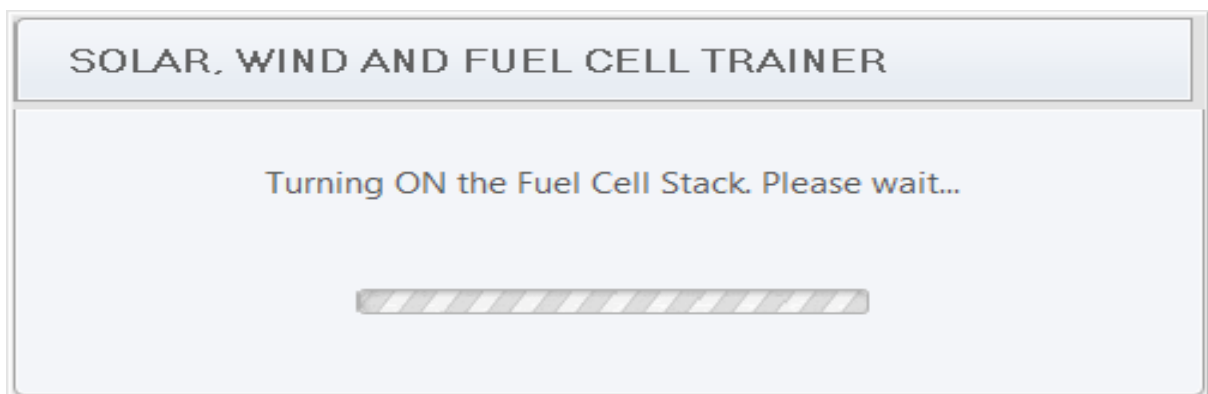 SOLAR, WIND AND FUEL CELL TRAINER
Turning ON the Fuel Cell Stack. Please wait...